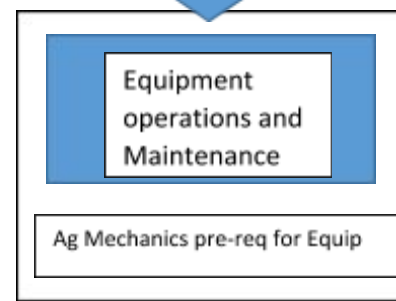 Equipment
operations and
Maintenance
Ag Mechanics pre-req for Equip